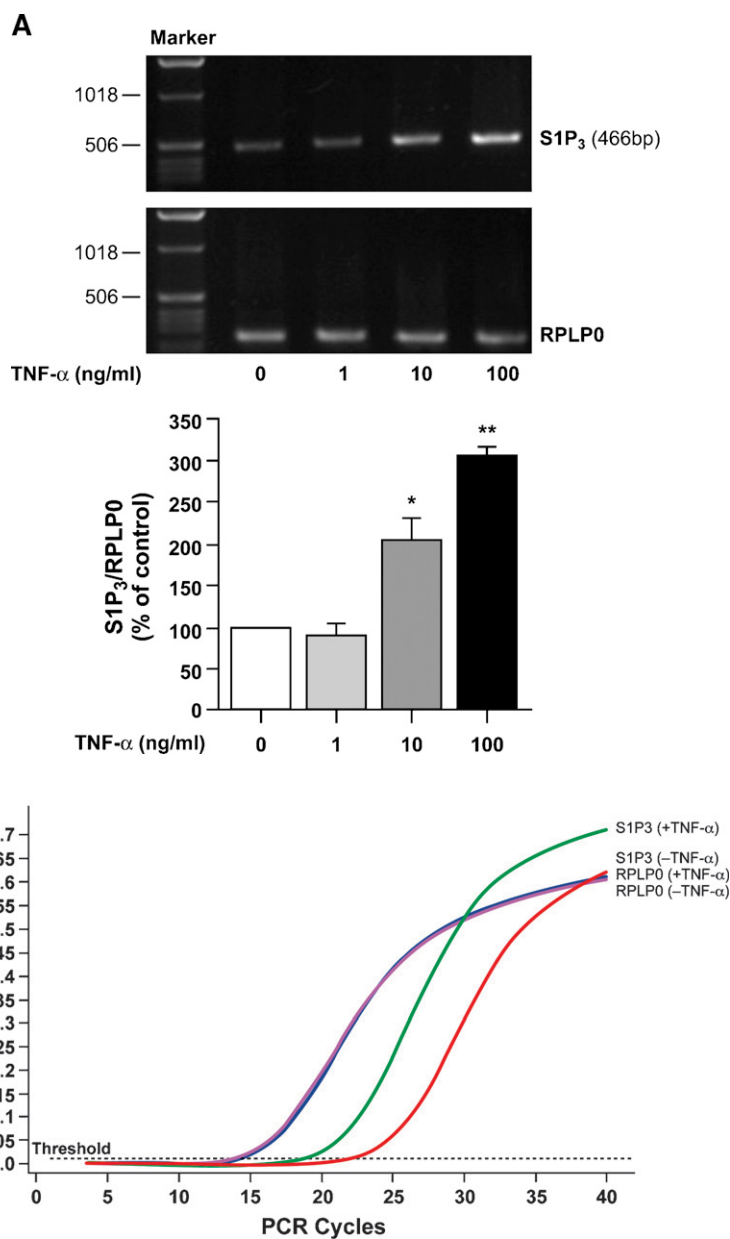 A
Marker
1018
506
S1P₃ (466bp)
1018
506
RPLP0
TNF-α (ng/ml) 0 1 10 100
350
300
250
200
150
100
50
0
S1P₃/RPLP0
(% of control)
*
**
TNF-α (ng/ml) 0 1 10 100
.7
65
.6
55
.5
45
.4
35
.3
25
.2
15
.1
05
.0
S1P3 (+TNF-α)
S1P3 (–TNF-α)
RPLP0 (+TNF-α)
RPLP0 (–TNF-α)
Threshold
0 5 10 15 20 25 30 35 40
PCR Cycles